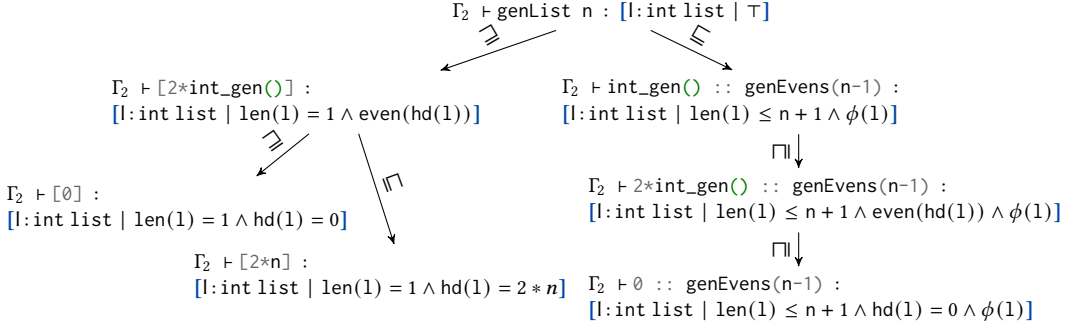 Γ₂ ⊢ genList n : [l:int list | ⊤]
⊑ ⊑
Γ₂ ⊢ [2*int_gen()] :
[l:int list | len(l) = 1 ∧ even(hd(l))]
Γ₂ ⊢ int_gen() :: genEvens(n-1) :
[l:int list | len(l) ≤ n + 1 ∧ ϕ(l)]
⊑ ⊑ ⊑
Γ₂ ⊢ [0] :
[l:int list | len(l) = 1 ∧ hd(l) = 0]
Γ₂ ⊢ 2*int_gen() :: genEvens(n-1) :
[l:int list | len(l) ≤ n + 1 ∧ even(hd(l)) ∧ ϕ(l)]
⊑
Γ₂ ⊢ [2*n] :
[l:int list | len(l) = 1 ∧ hd(l) = 2 * n]
Γ₂ ⊢ 0 :: genEvens(n-1) :
[l:int list | len(l) ≤ n + 1 ∧ hd(l) = 0 ∧ ϕ(l)]